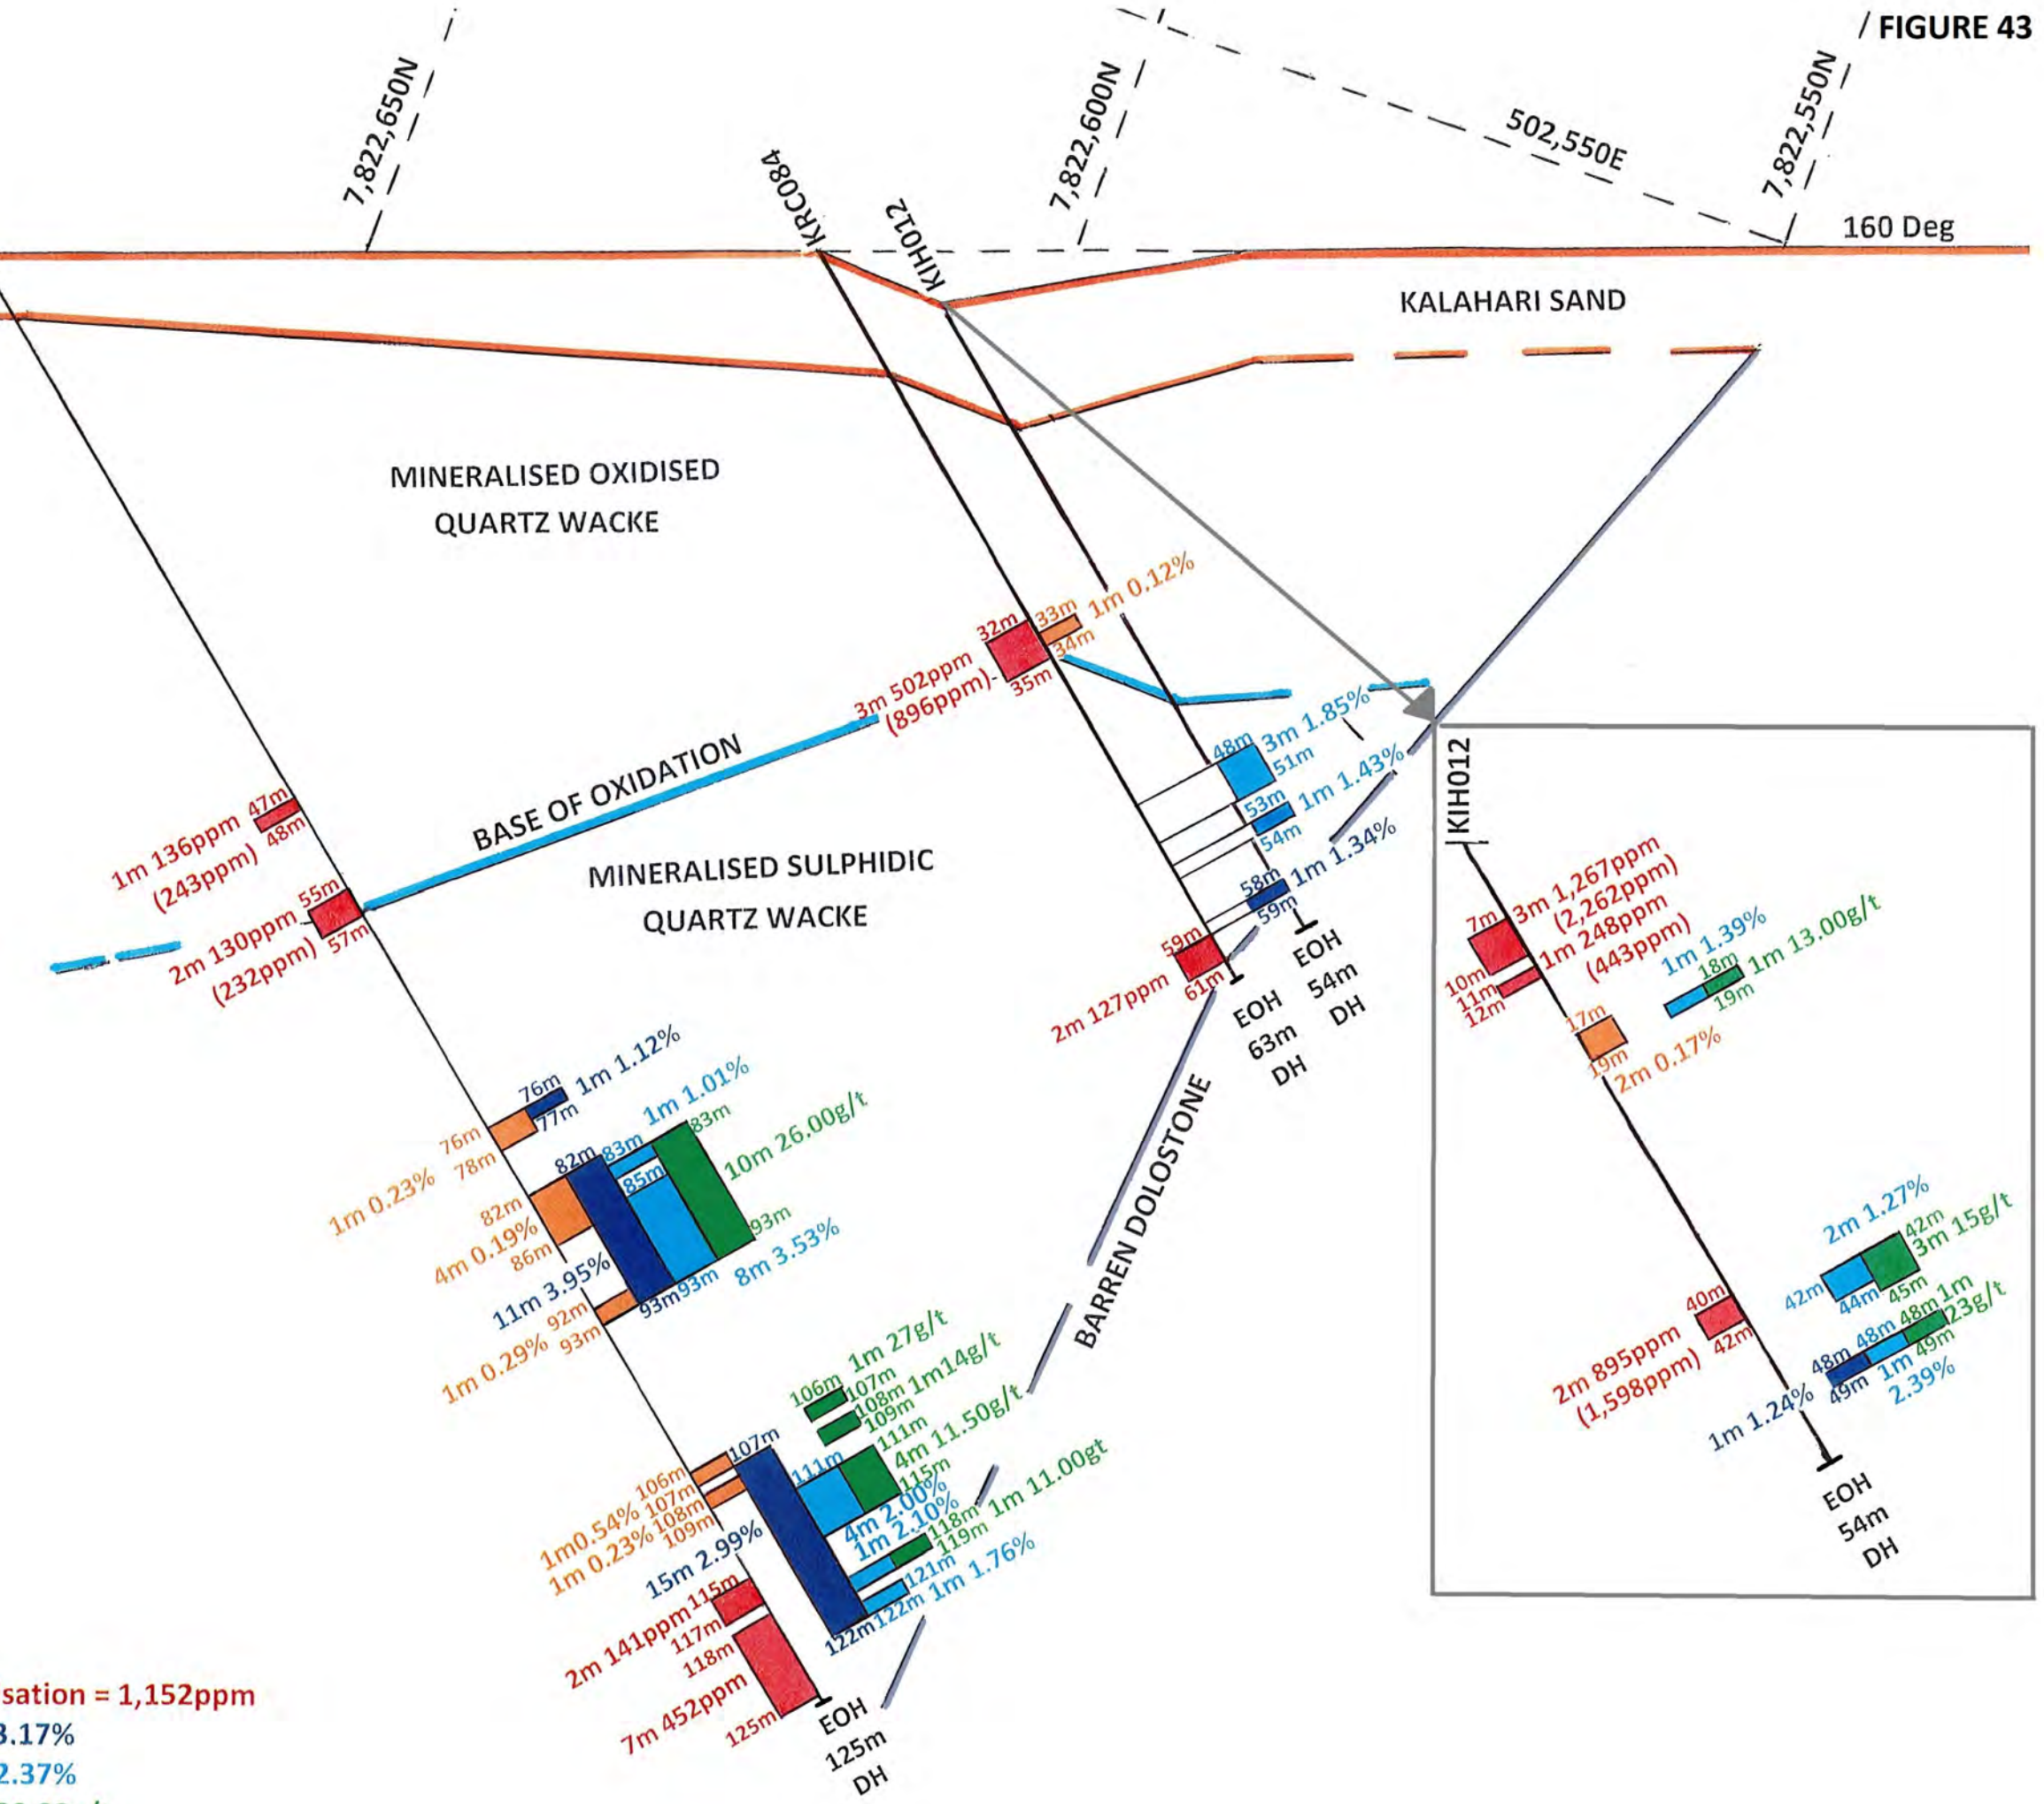 / FIGURE 43
7,822,650N
7,822,600N
502,550E
7,822,550N
160 Deg
KRC084
KIH012
KALAHARI SAND
MINERALISED OXIDISED
QUARTZ WACKE
BASE OF OXIDATION
MINERALISED SULPHIDIC
QUARTZ WACKE
BARREN DOLOSTONE
32m
33m
1m 0.12%
34m
3m 502ppm
(896ppm)
35m
48m
3m 1.85%
51m
53m
1m 1.43%
54m
58m
1m 1.34%
59m
59m
2m 127ppm
61m
EOH
54m
DH
EOH
63m
DH
47m
1m 136ppm
48m
(243ppm)
55m
2m 130ppm
57m
(232ppm)
76m
1m 1.12%
77m
76m
78m
1m 0.23%
82m
83m
1m 1.01%
83m
85m
10m 26.00g/t
82m
4m 0.19%
86m
93m
8m 3.53%
11m 3.95%
93m
93m
92m
93m
1m 0.29%
106m
1m 27g/t
107m
108m
1m14g/t
109m
107m
111m
111m
4m 11.50g/t
115m
106m
1m0.54%
107m
1m 0.23%
108m
109m
4m 2.00%
1m 2.10%
118m
1m 11.00gt
119m
121m
1m 1.76%
122m
122m
15m 2.99%
115m
2m 141ppm
117m
118m
7m 452ppm
125m
EOH
125m
DH
KIH012
7m
3m 1,267ppm
(2,262ppm)
10m
1m 248ppm
(443ppm)
11m
12m
1m 1.39%
18m
1m 13.00g/t
19m
17m
19m
2m 0.17%
2m 1.27%
42m
3m 15g/t
42m
44m
45m
40m
2m 895ppm
42m
(1,598ppm)
48m
48m
48m
1m
23g/t
49m
49m
1m
2.39%
1m 1.24%
EOH
54m
DH
sation = 1,152ppm
3.17%
2.37%